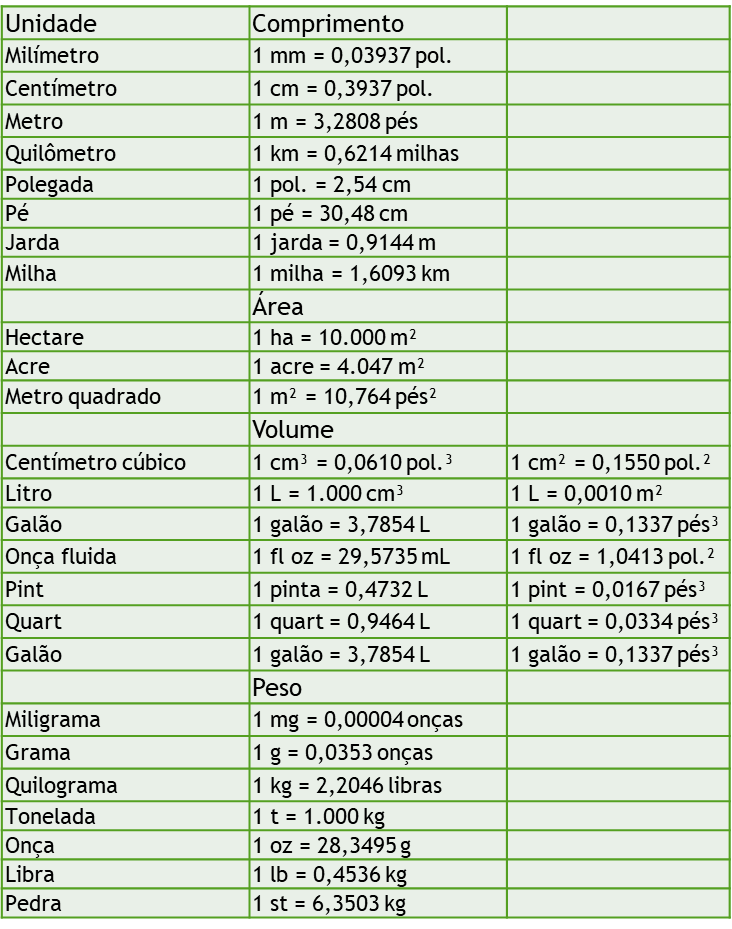 Unidade Comprimento
Milímetro 1 mm = 0,03937 pol.
Centímetro 1 cm = 0,3937 pol.
Metro 1 m = 3,2808 pés
Quilômetro 1 km = 0,6214 milhas
Polegada 1 pol. = 2,54 cm
Pé 1 pé = 30,48 cm
Jarda 1 jarda = 0,9144 m
Milha 1 milha = 1,6093 km
Área
Hectare 1 ha = 10.000 m²
Acre 1 acre = 4.047 m²
Metro quadrado 1 m² = 10,764 pés²
Volume
Centímetro cúbico 1 cm³ = 0,0610 pol.³ 1 cm² = 0,1550 pol.²
Litro 1 L = 1.000 cm³ 1 L = 0,0010 m²
Galão 1 galão = 3,7854 L 1 galão = 0,1337 pés³
Onça fluida 1 fl oz = 29,5735 mL 1 fl oz = 1,0413 pol.²
Pint 1 pinta = 0,4732 L 1 pint = 0,0167 pés³
Quart 1 quart = 0,9464 L 1 quart = 0,0334 pés³
Galão 1 galão = 3,7854 L 1 galão = 0,1337 pés³
Peso
Miligrama 1 mg = 0,00004 onças
Grama 1 g = 0,0353 onças
Quilograma 1 kg = 2,2046 libras
Tonelada 1 t = 1.000 kg
Onça 1 oz = 28,3495 g
Libra 1 lb = 0,4536 kg
Pedra 1 st = 6,3503 kg